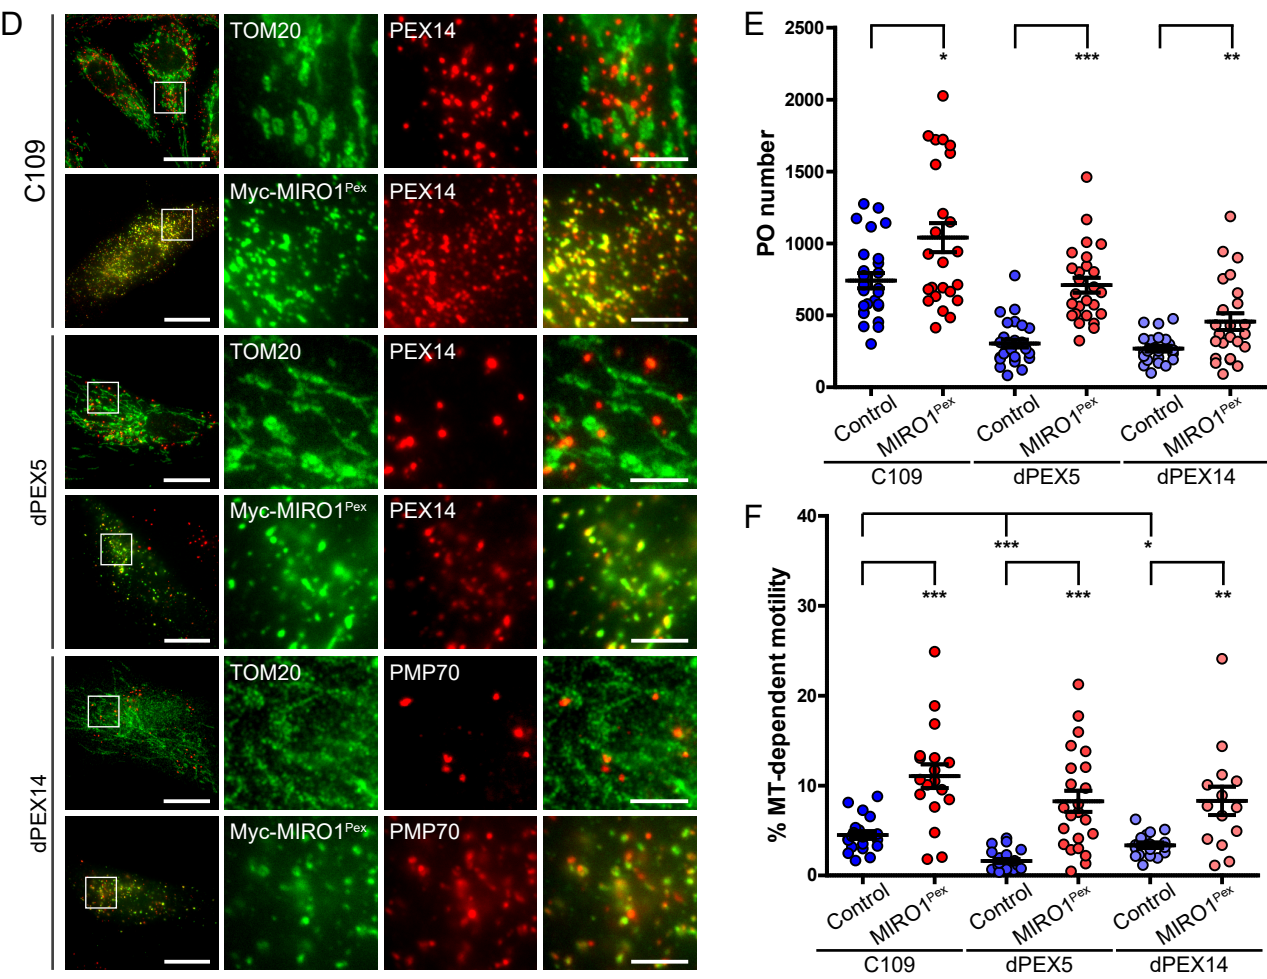 D
C109
TOM20 PEX14
Myc-MIRO1Pex PEX14
dPEX5
TOM20 PEX14
Myc-MIRO1Pex PEX14
dPEX14
TOM20 PMP70
Myc-MIRO1Pex PMP70
E
PO number
2500
2000
1500
1000
500
0
* *** **
Control MIRO1Pex Control MIRO1Pex Control MIRO1Pex
C109 dPEX5 dPEX14
F
% MT-dependent motility
40
30
20
10
0
*** *
*** *** **
Control MIRO1Pex Control MIRO1Pex Control MIRO1Pex
C109 dPEX5 dPEX14